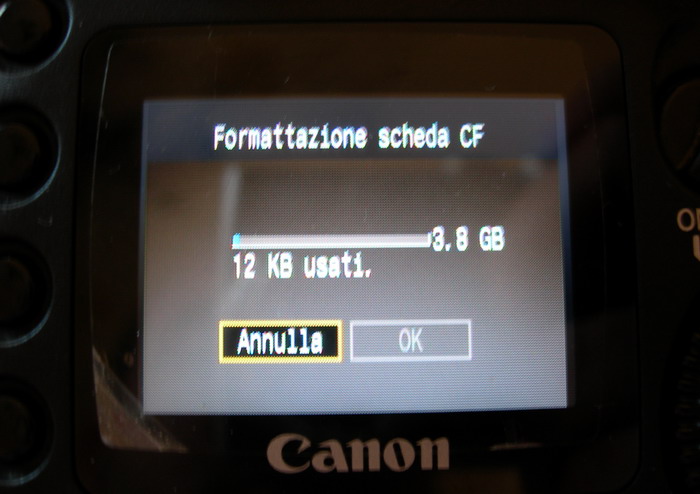 Formattazione scheda CF
3.8 GB
12 KB usati.
Annulla OK
Canon